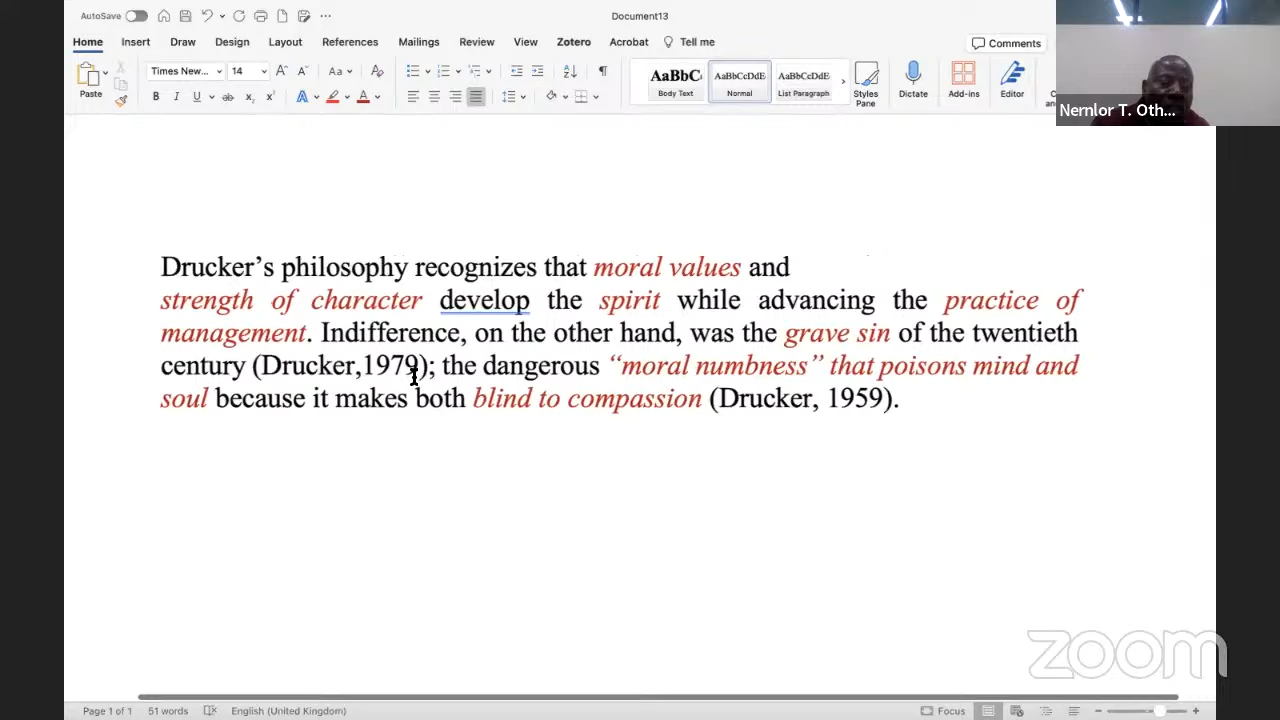 AutoSave
Document13
Home Insert Draw Design Layout References Mailings Review View Zotero Acrobat Tell me
Comments
Paste
Times New... 14
Aa
B I U ab x x A A
AaBbC AaBbCcDdE AaBbCcDdE
Body Text Normal List Paragraph
Styles
Pane
Dictate
Add-ins
Editor
Nernlor T. Oth...
Drucker’s philosophy recognizes that moral values and
strength of character develop the spirit while advancing the practice of
management. Indifference, on the other hand, was the grave sin of the twentieth
century (Drucker,1979); the dangerous “moral numbness” that poisons mind and
soul because it makes both blind to compassion (Drucker, 1959).
zoom
Page 1 of 1 51 words English (United Kingdom) Focus